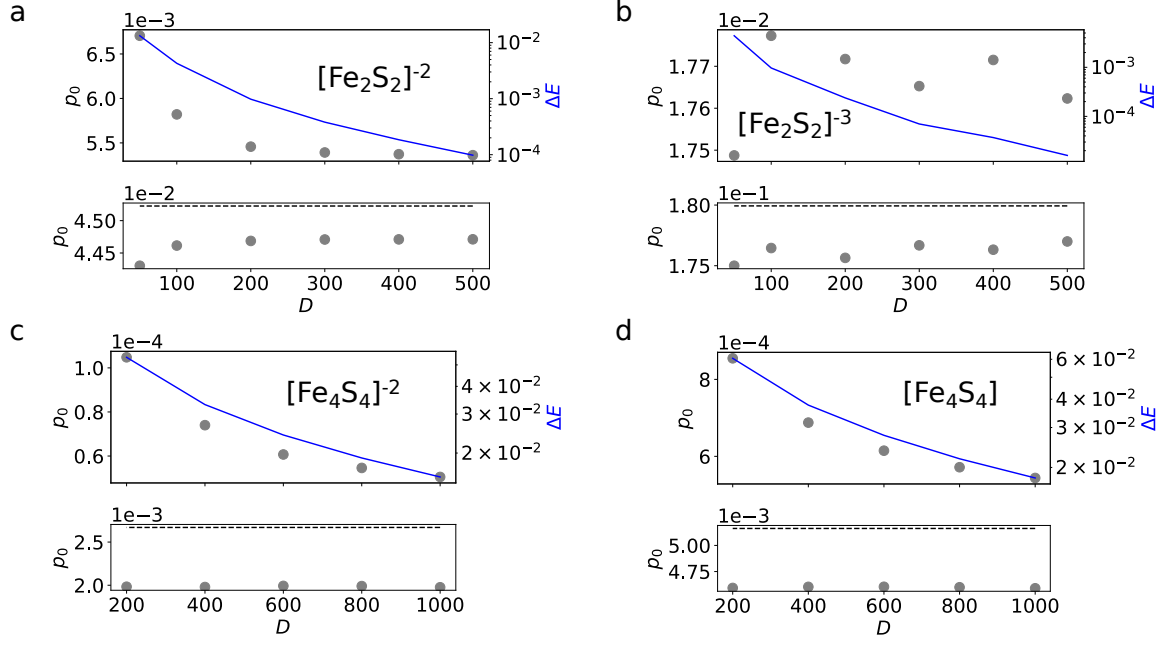 a
1e−3
6.5
6.0
5.5
p₀
[Fe₂S₂]⁻²
10⁻²
10⁻³
10⁻⁴
ΔE
1e−2
4.50
4.45
p₀
100 200 300 400 500
D
b
1e−2
1.77
1.76
1.75
p₀
[Fe₂S₂]⁻³
10⁻³
10⁻⁴
ΔE
1e−1
1.80
1.75
p₀
100 200 300 400 500
D
c
1e−4
1.0
0.8
0.6
p₀
[Fe₄S₄]⁻²
4 × 10⁻²
3 × 10⁻²
2 × 10⁻²
ΔE
1e−3
2.5
2.0
p₀
200 400 600 800 1000
D
d
1e−4
8
6
p₀
[Fe₄S₄]
6 × 10⁻²
4 × 10⁻²
3 × 10⁻²
2 × 10⁻²
ΔE
1e−3
5.00
4.75
p₀
200 400 600 800 1000
D